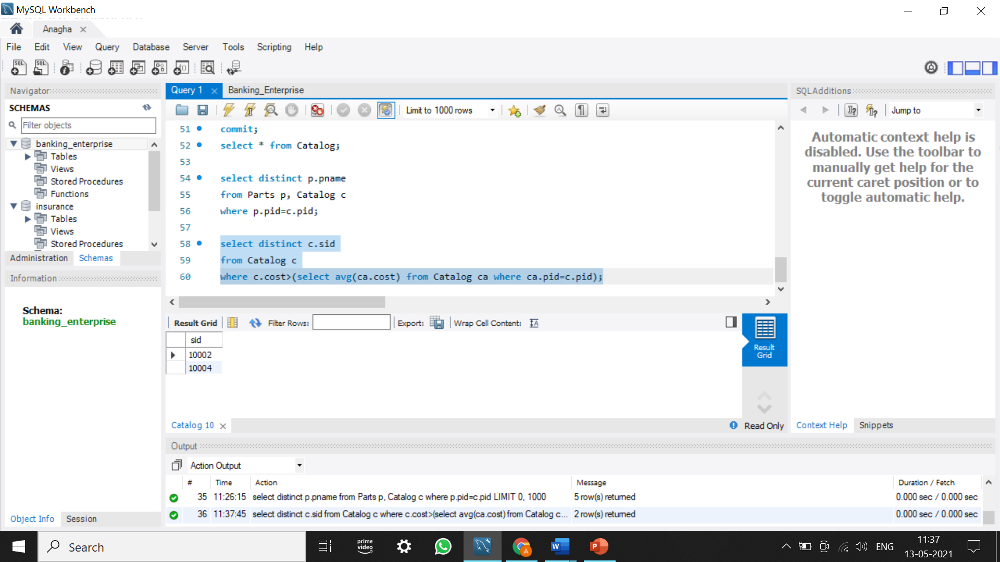 MySQL Workbench
Anagha
File Edit View Query Database Server Tools Scripting Help
Navigator
SCHEMAS
Filter objects
banking_enterprise
Tables
Views
Stored Procedures
Functions
insurance
Tables
Views
Stored Procedures
Administration Schemas
Information
Schema:
banking_enterprise
Object Info Session
Query 1 Banking_Enterprise
Limit to 1000 rows
51 commit;
52 select * from Catalog;
53
54 select distinct p.pname
55 from Parts p, Catalog c
56 where p.pid=c.pid;
57
58 select distinct c.sid
59 from Catalog c
60 where c.cost>(select avg(ca.cost) from Catalog ca where ca.pid=c.pid);
Result Grid Filter Rows: Export: Wrap Cell Content:
sid
10002
10004
Result
Grid
Catalog 10 Read Only
SQLAdditions
Jump to
Automatic context help is
disabled. Use the toolbar to
manually get help for the
current caret position or to
toggle automatic help.
Context Help Snippets
Output
Action Output
# Time Action Message Duration / Fetch
35 11:26:15 select distinct p.pname from Parts p, Catalog c where p.pid=c.pid LIMIT 0, 1000 5 row(s) returned 0.000 sec / 0.000 sec
36 11:37:45 select distinct c.sid from Catalog c where c.cost>(select avg(ca.cost) from Catalog c... 2 row(s) returned 0.000 sec / 0.000 sec
Search
prime
video
ENG
11:37
13-05-2021